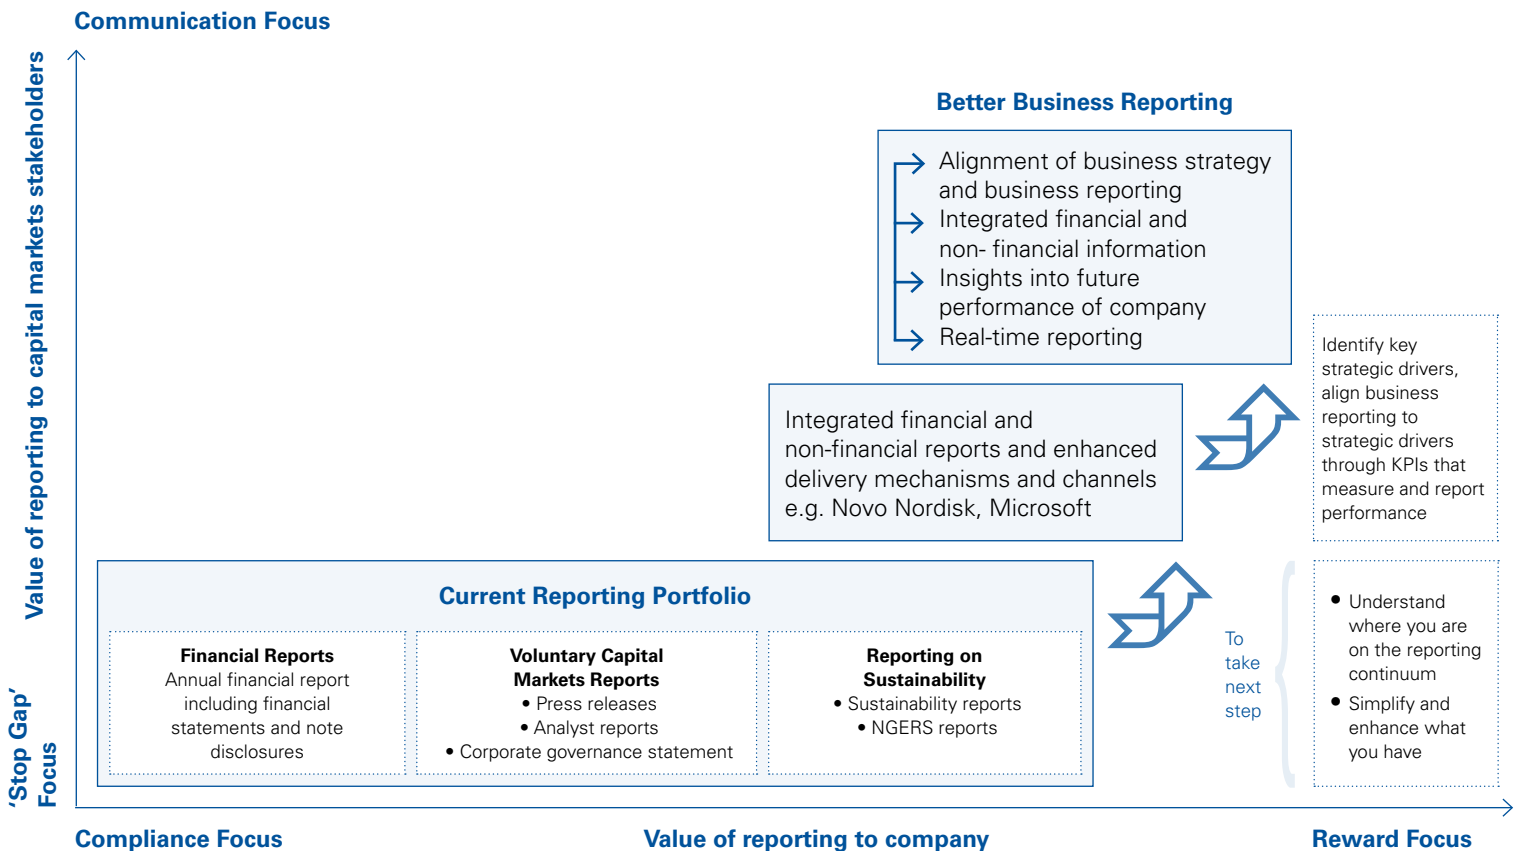 Communication Focus
Value of reporting to capital markets stakeholders
'Stop Gap'
Focus
Better Business Reporting
Alignment of business strategy
and business reporting
Integrated financial and
non- financial information
Insights into future
performance of company
Real-time reporting
Integrated financial and
non-financial reports and enhanced
delivery mechanisms and channels
e.g. Novo Nordisk, Microsoft
Identify key
strategic drivers,
align business
reporting to
strategic drivers
through KPIs that
measure and report
performance
Current Reporting Portfolio
Financial Reports
Annual financial report
including financial
statements and note
disclosures
Voluntary Capital
Markets Reports
• Press releases
• Analyst reports
• Corporate governance statement
Reporting on
Sustainability
• Sustainability reports
• NGERS reports
To
take
next
step
• Understand
where you are
on the reporting
continuum
• Simplify and
enhance what
you have
Compliance Focus
Value of reporting to company
Reward Focus